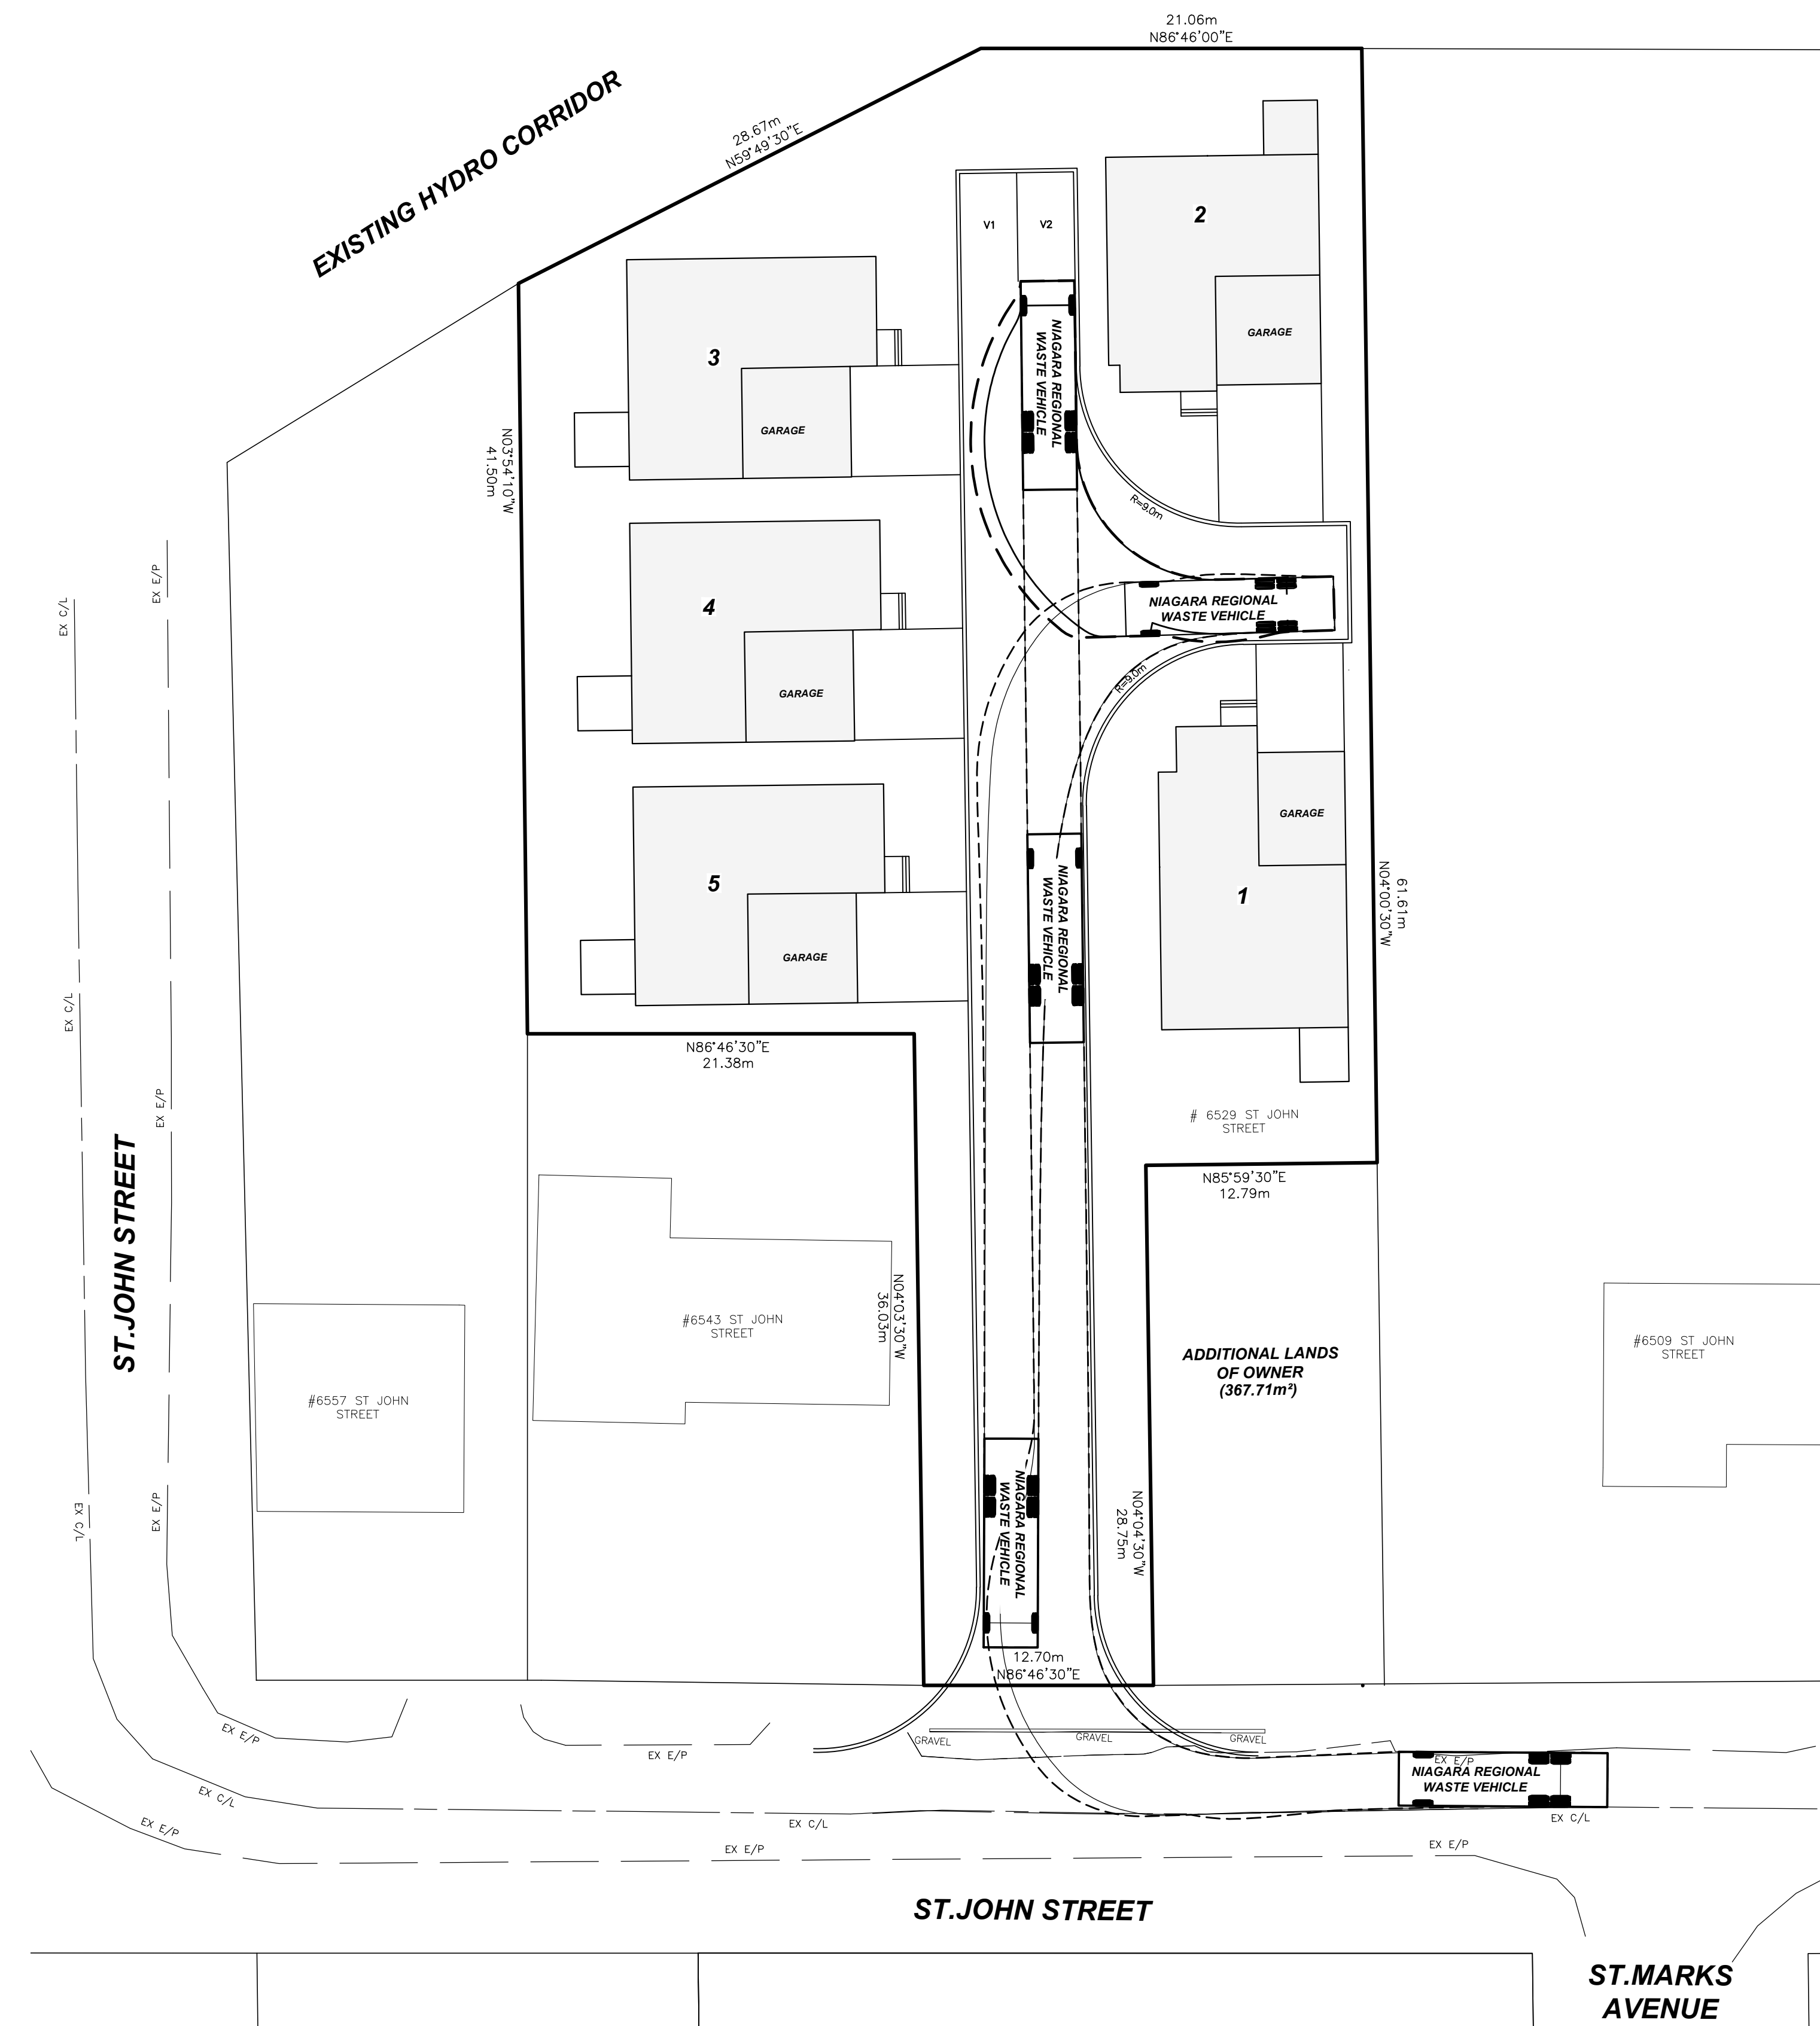 21.06m
N86°46'00"E
EXISTING HYDRO CORRIDOR
28.67m
N59°49'30"E
2
V1
V2
GARAGE
NIAGARA REGIONAL
WASTE VEHICLE
3
GARAGE
N03°54'10"W
41.50m
R=9.0m
EX E/P
EX C/L
4
GARAGE
NIAGARA REGIONAL
WASTE VEHICLE
R=9.0m
GARAGE
5
GARAGE
NIAGARA REGIONAL
WASTE VEHICLE
1
61.61m
N04°00'30"W
EX C/L
N86°46'30"E
21.38m
EX E/P
# 6529 ST JOHN
STREET
N85°59'30"E
12.79m
ST.JOHN STREET
N04°03'30"W
36.03m
#6543 ST JOHN
STREET
#6557 ST JOHN
STREET
ADDITIONAL LANDS
OF OWNER
(367.71m²)
#6509 ST JOHN
STREET
EX C/L
EX E/P
NIAGARA REGIONAL
WASTE VEHICLE
N04°04'30"W
28.75m
12.70m
N86°46'30"E
EX E/P
EX E/P
GRAVEL
GRAVEL
GRAVEL
EX E/P
NIAGARA REGIONAL
WASTE VEHICLE
EX C/L
EX C/L
EX C/L
EX E/P
EX E/P
EX E/P
ST.JOHN STREET
ST.MARKS
AVENUE